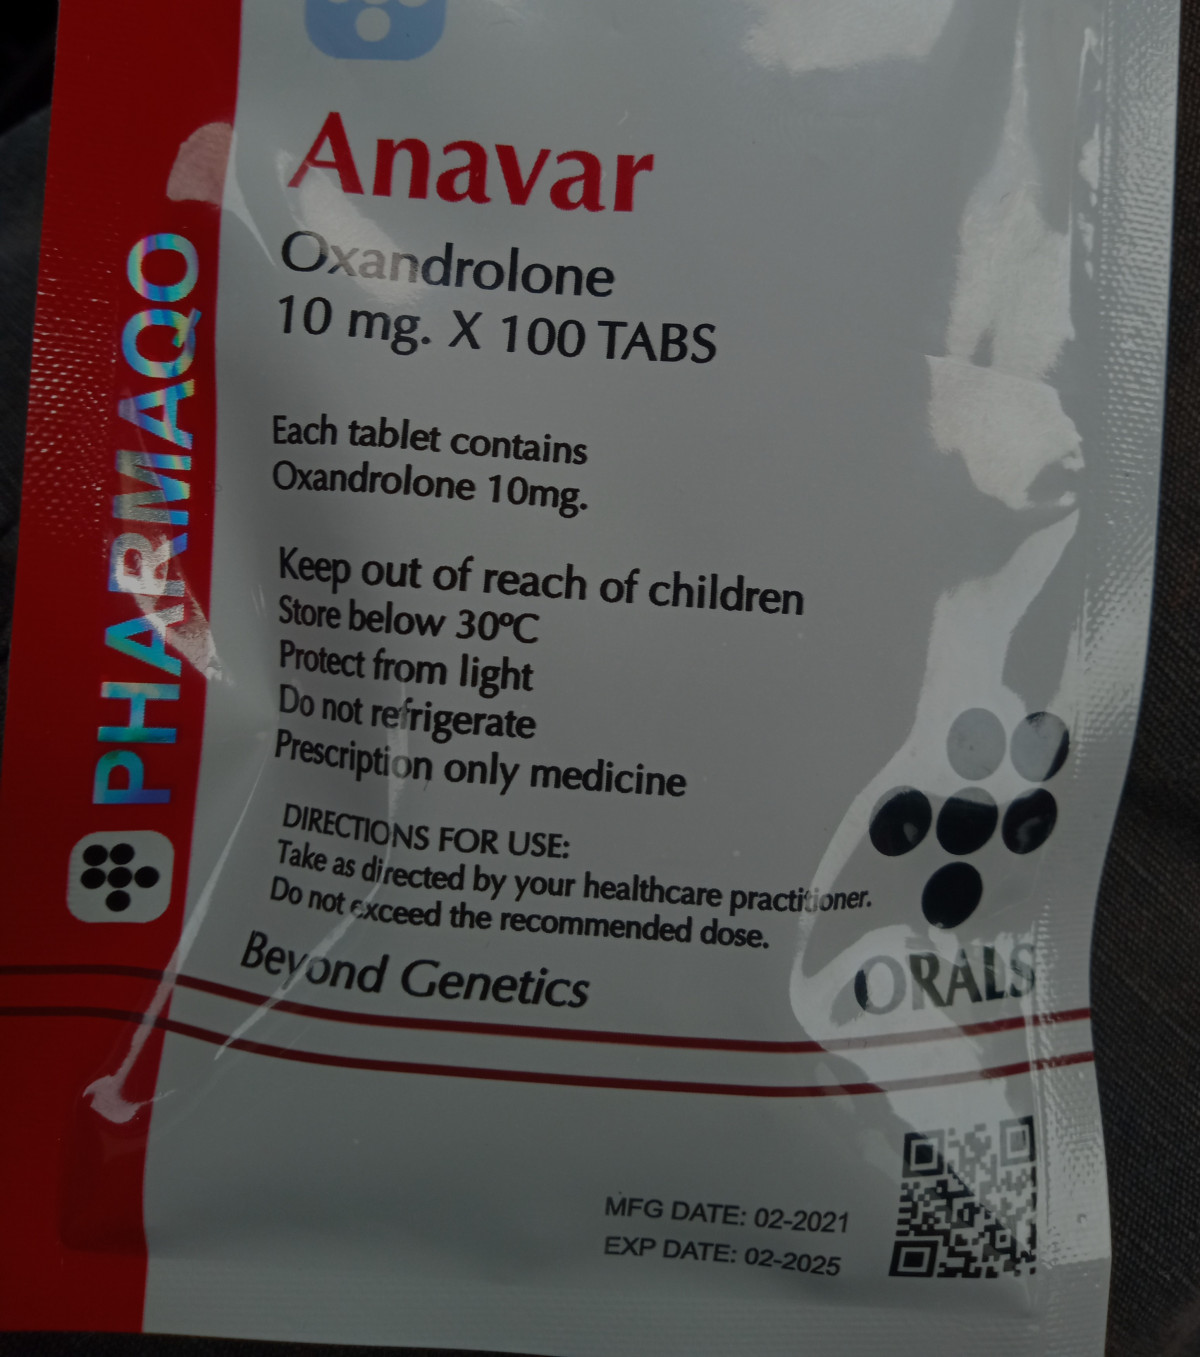 PHARMAQO
Anavar
Oxandrolone
10 mg. X 100 TABS
Each tablet contains
Oxandrolone 10mg.
Keep out of reach of children
Store below 30ºC
Protect from light
Do not refrigerate
Prescription only medicine
DIRECTIONS FOR USE:
Take as directed by your healthcare practitioner.
Do not exceed the recommended dose.
Beyond Genetics
ORALS
MFG DATE: 02-2021
EXP DATE: 02-2025